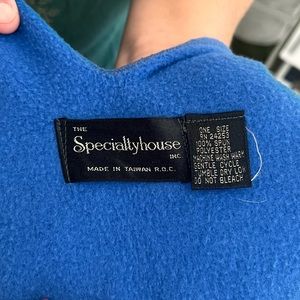 THE
Specialtyhouse
INC.
MADE IN TAIWAN R.O.C.
ONE SIZE
RN 24253
100% SPUN
POLYESTER
MACHINE WASH WARM
GENTLE CYCLE
TUMBLE DRY LOW
DO NOT BLEACH